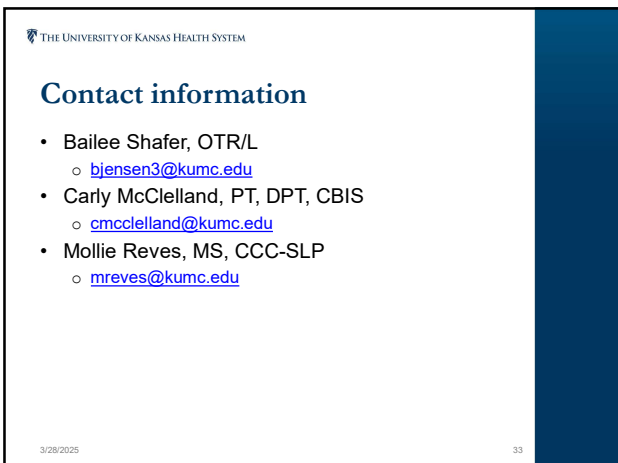 THE UNIVERSITY OF KANSAS HEALTH SYSTEM
Contact information
• Bailee Shafer, OTR/L
o bjensen3@kumc.edu
• Carly McClelland, PT, DPT, CBIS
o cmcclelland@kumc.edu
• Mollie Reves, MS, CCC-SLP
o mreves@kumc.edu
3/28/2025 33